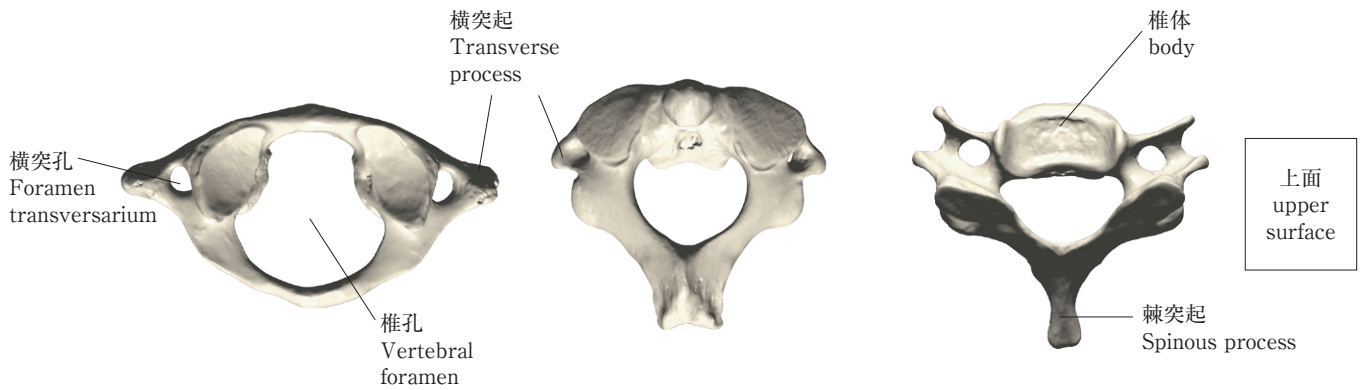 横突起
Transverse
process
椎体
body
横突孔
Foramen
transversarium
上面
upper
surface
椎孔
Vertebral
foramen
棘突起
Spinous process